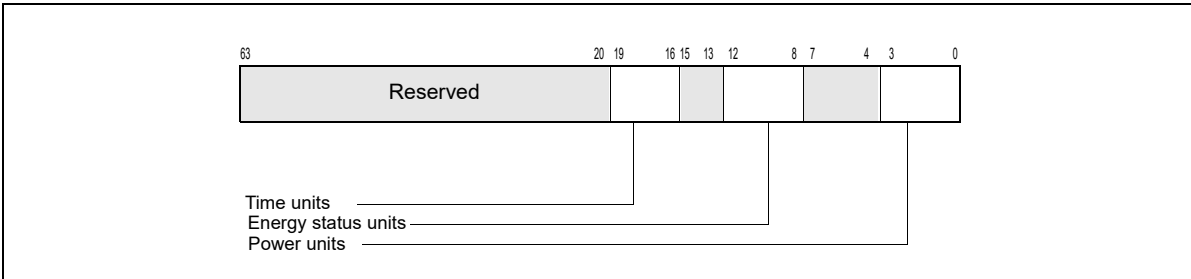 63 20 19 16 15 13 12 8 7 4 3 0
Reserved
Time units
Energy status units
Power units